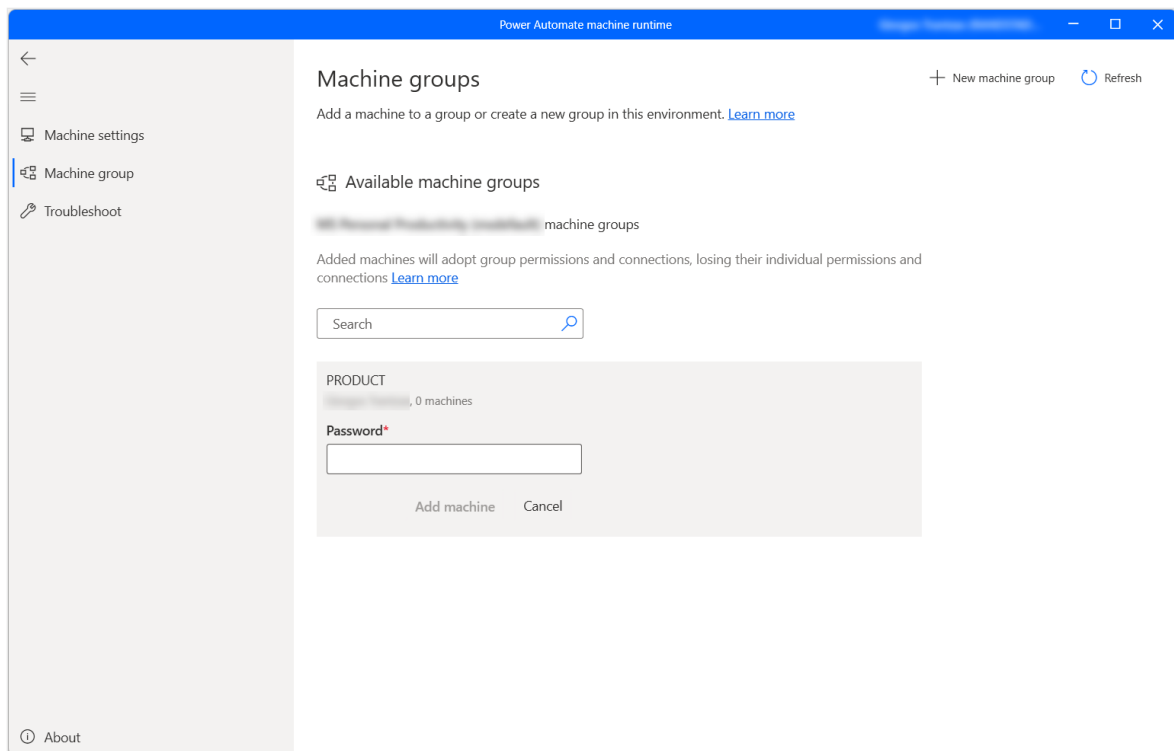 Power Automate machine runtime
Machine settings
Machine group
Troubleshoot
About
Machine groups
New machine group
Refresh
Add a machine to a group or create a new group in this environment. Learn more
Available machine groups
machine groups
Added machines will adopt group permissions and connections, losing their individual permissions and
connections Learn more
Search
PRODUCT
, 0 machines
Password*
Add machine
Cancel